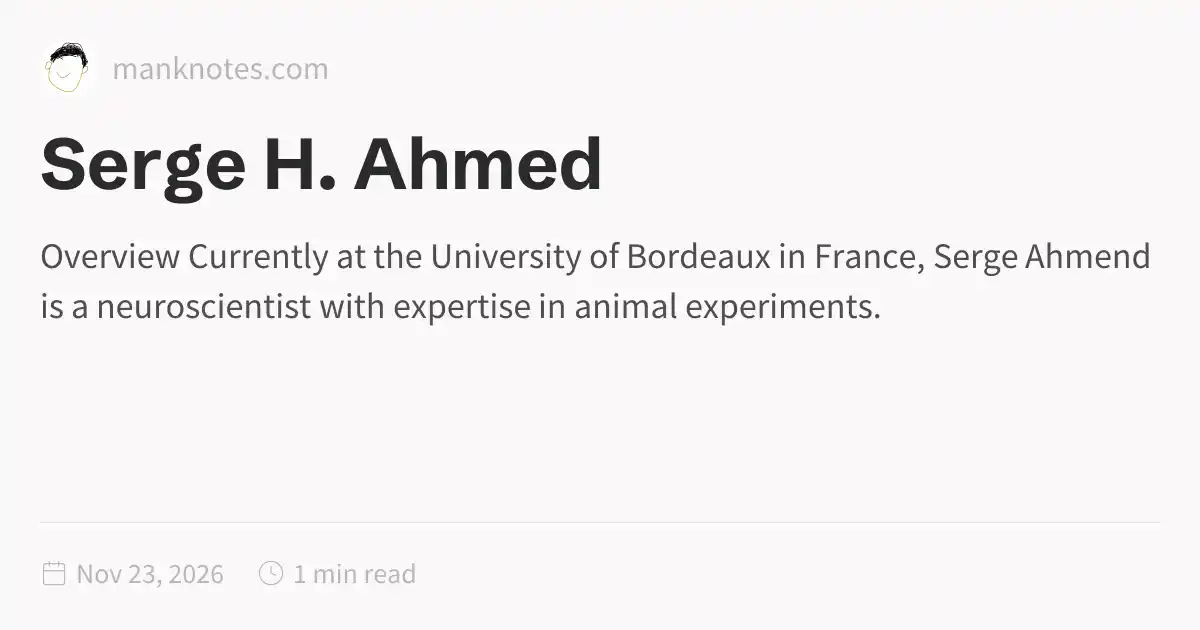 manknotes.com
Serge H. Ahmed
Overview Currently at the University of Bordeaux in France, Serge Ahmend
is a neuroscientist with expertise in animal experiments.
Nov 23, 2026 1 min read